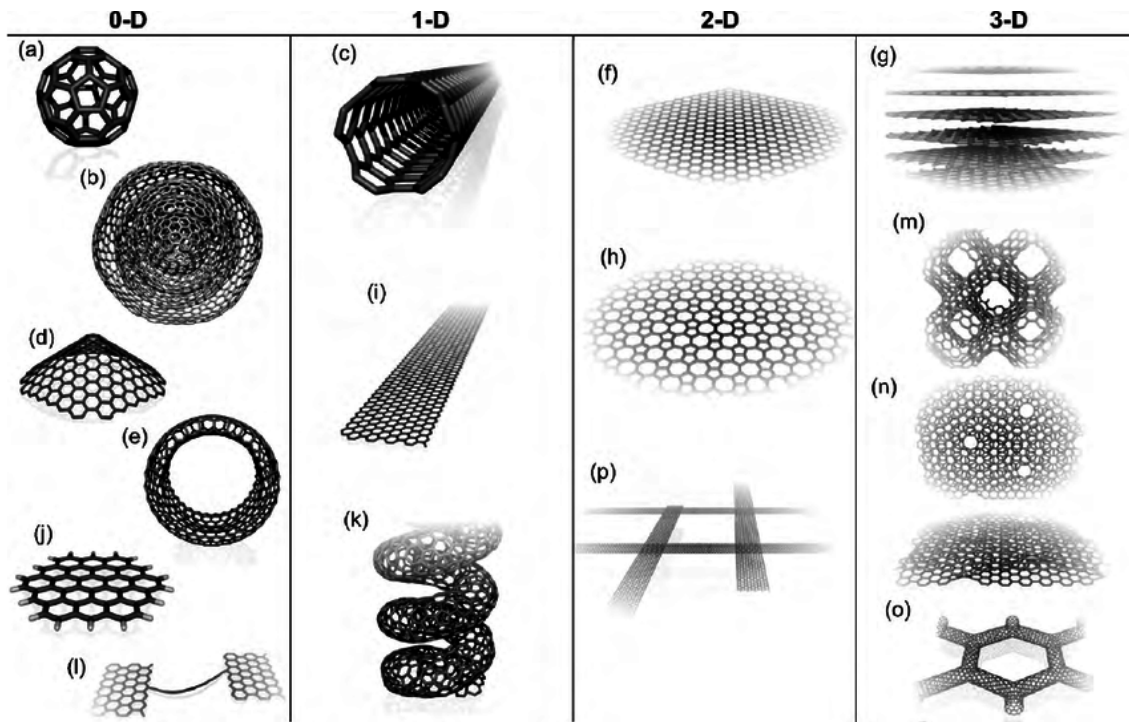 0-D 1-D 2-D 3-D
(a)
(b)
(d)
(e)
(j)
(l)
(c)
(i)
(k)
(f)
(h)
(p)
(g)
(m)
(n)
(o)